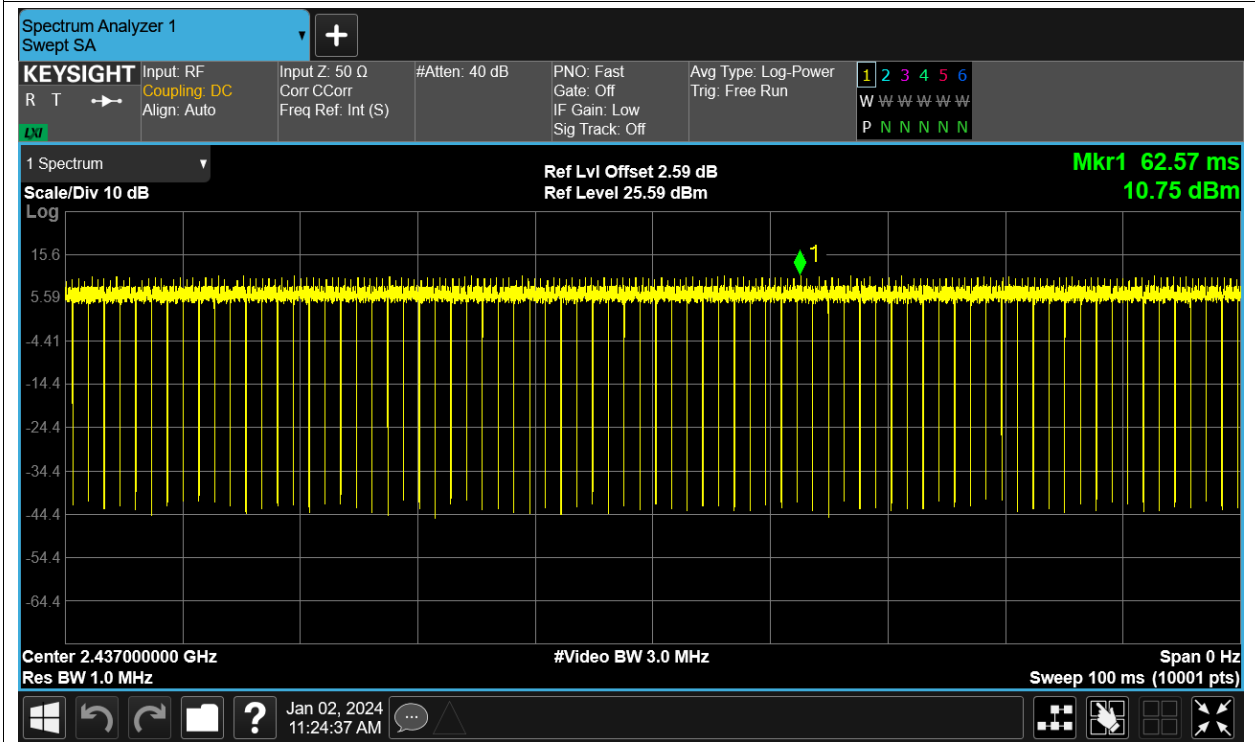 Spectrum Analyzer 1
Swept SA
+
KEYSIGHT
R T
LXI
Input: RF
Coupling: DC
Align: Auto
Input Z: 50 Ω
Corr CCorr
Freq Ref: Int (S)
#Atten: 40 dB
PNO: Fast
Gate: Off
IF Gain: Low
Sig Track: Off
Avg Type: Log-Power
Trig: Free Run
1 2 3 4 5 6
W W W W W W
P N N N N N
1 Spectrum
Scale/Div 10 dB
Log
Ref Lvl Offset 2.59 dB
Ref Level 25.59 dBm
Mkr1 62.57 ms
10.75 dBm
1
15.6
5.59
-4.41
-14.4
-24.4
-34.4
-44.4
-54.4
-64.4
Center 2.437000000 GHz
Res BW 1.0 MHz
#Video BW 3.0 MHz
Span 0 Hz
Sweep 100 ms (10001 pts)
?
Jan 02, 2024
11:24:37 AM